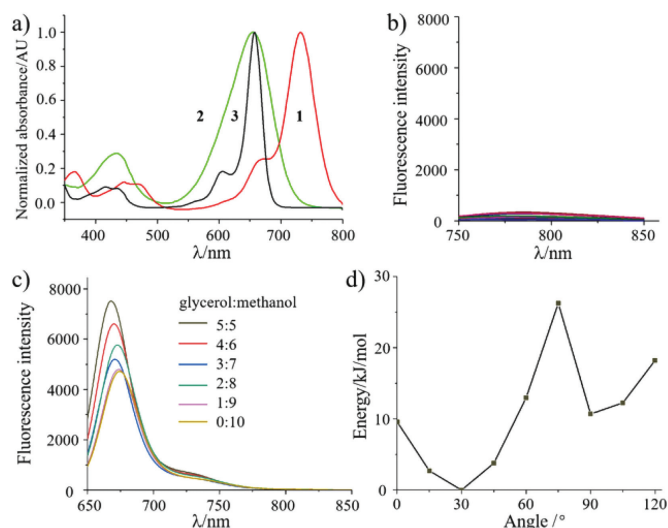 a)
Normalized absorbance/AU
1.0
0.8
0.6
0.4
0.2
0.0
2 3 1
400 500 600 700 800
λ/nm
b)
Fluorescence intensity
8000
6000
4000
2000
0
750 800 850
λ/nm
c)
Fluorescence intensity
8000
6000
4000
2000
0
glycerol:methanol
5:5
4:6
3:7
2:8
1:9
0:10
650 700 750 800 850
λ/nm
d)
Energy/kJ/mol
30
20
10
0
0 30 60 90 120
Angle /°